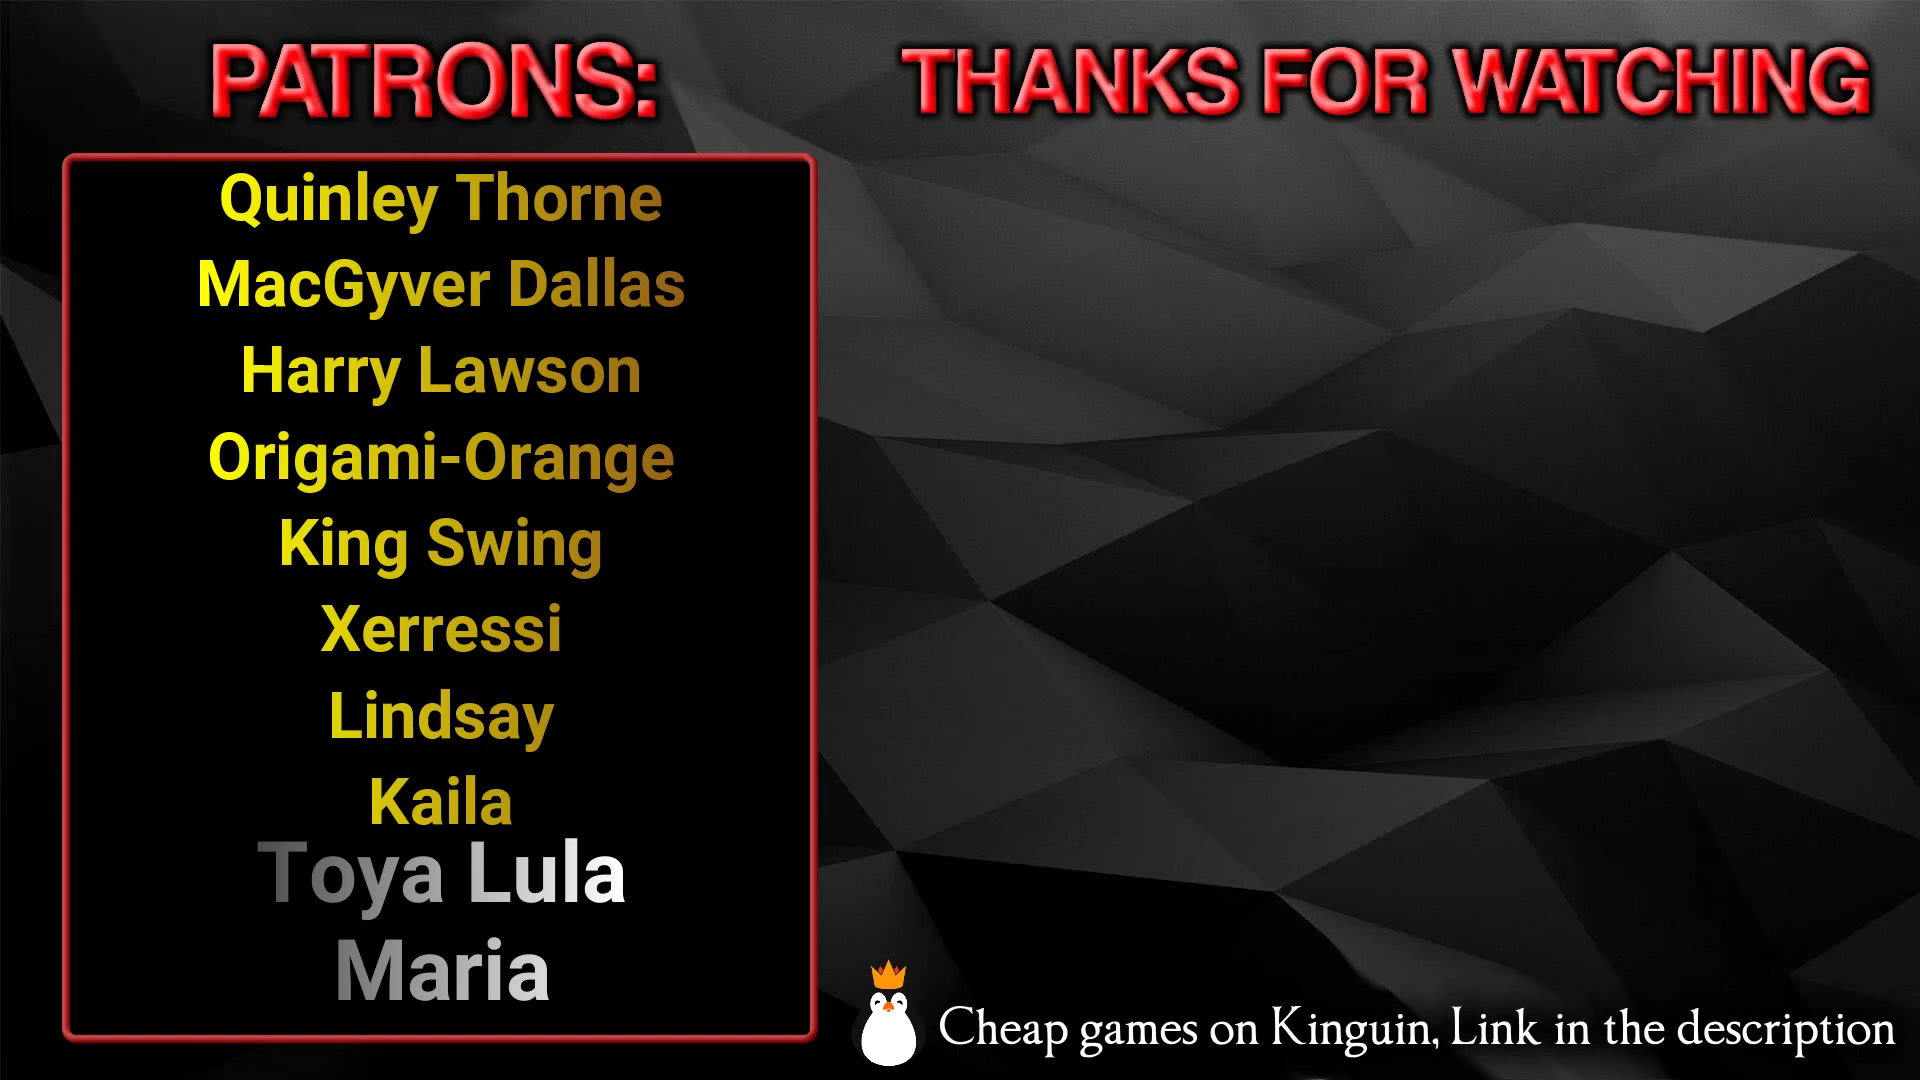 PATRONS:
THANKS FOR WATCHING
Quinley Thorne
MacGyver Dallas
Harry Lawson
Origami-Orange
King Swing
Xerressi
Lindsay
Kaila
Toya Lula
Maria
Cheap games on Kinguin, Link in the description